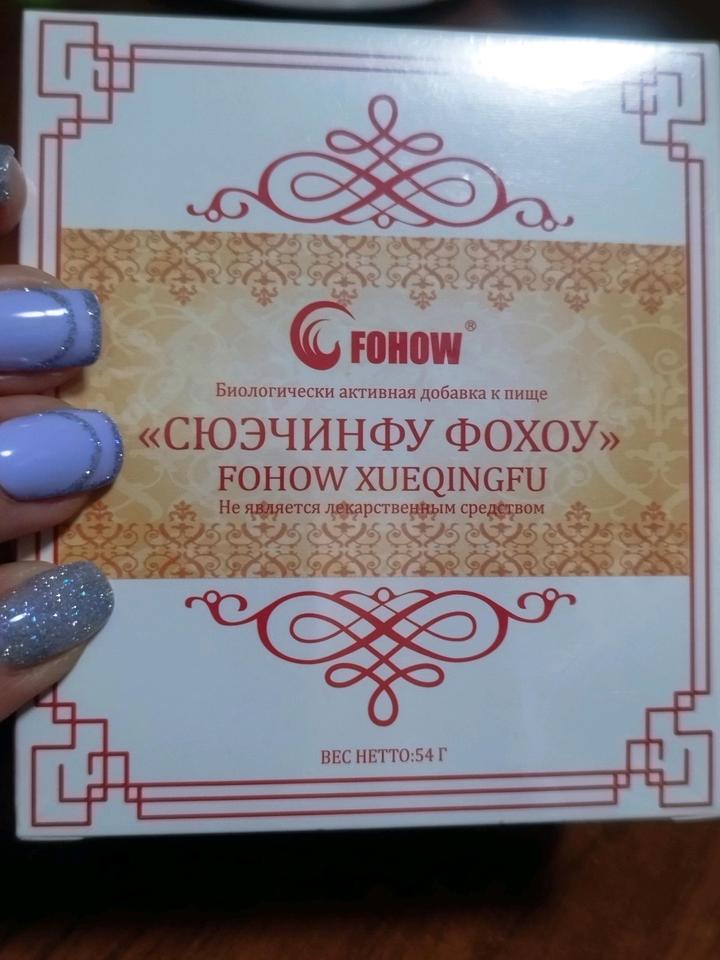 FOHOW®
Биологически активная добавка к пище
«СЮЭЧИНФУ ФОХОУ»
FOHOW XUEQINGFU
Не является лекарственным средством
ВЕС НЕТТО:54 Г